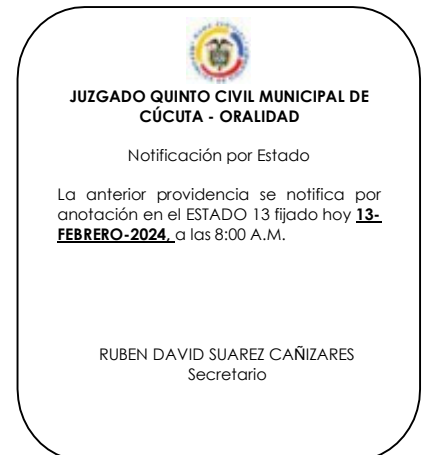 JUZGADO QUINTO CIVIL MUNICIPAL DE
CÚCUTA - ORALIDAD
Notificación por Estado
La anterior providencia se notifica por
anotación en el ESTADO 13 fijado hoy 13-
FEBRERO-2024, a las 8:00 A.M.
RUBEN DAVID SUAREZ CAÑIZARES
Secretario